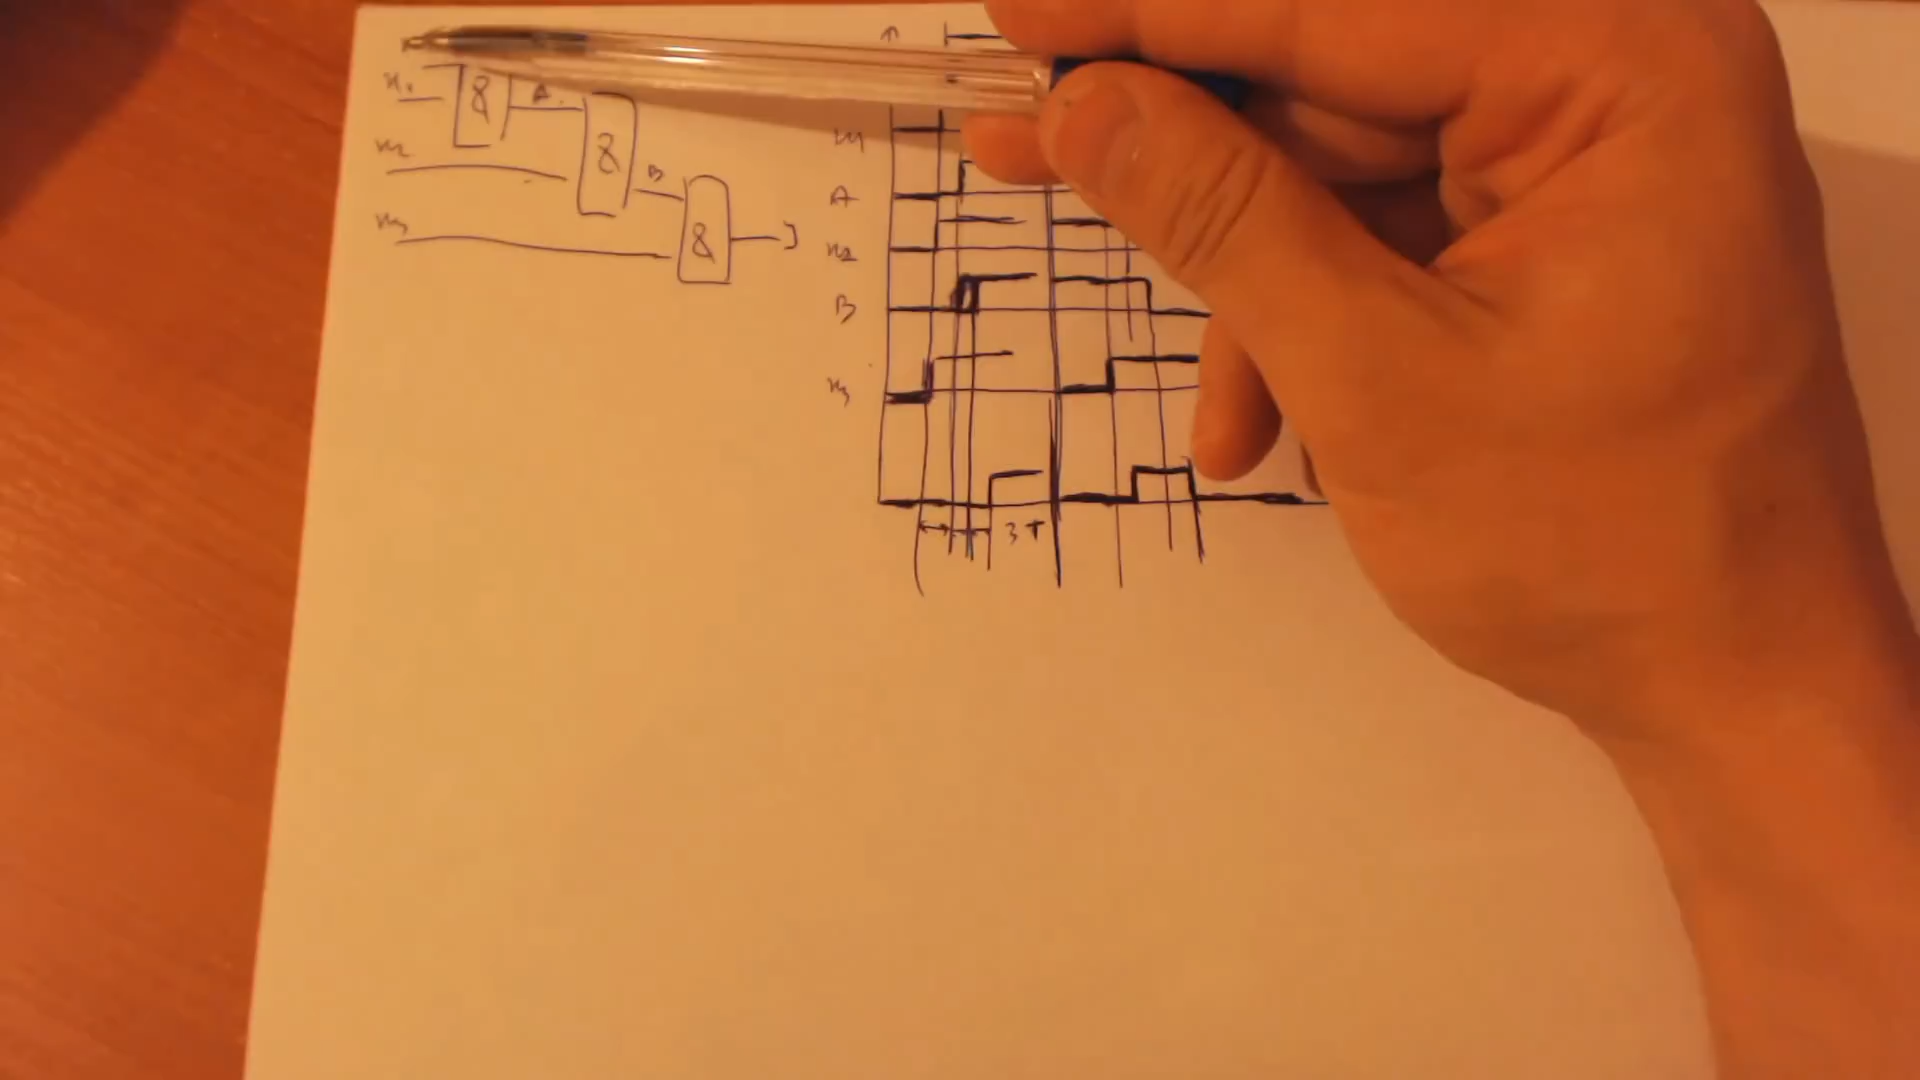 x₁ & A
x₂ & B
x₃ &
x1
A
x2
B
x3
3T